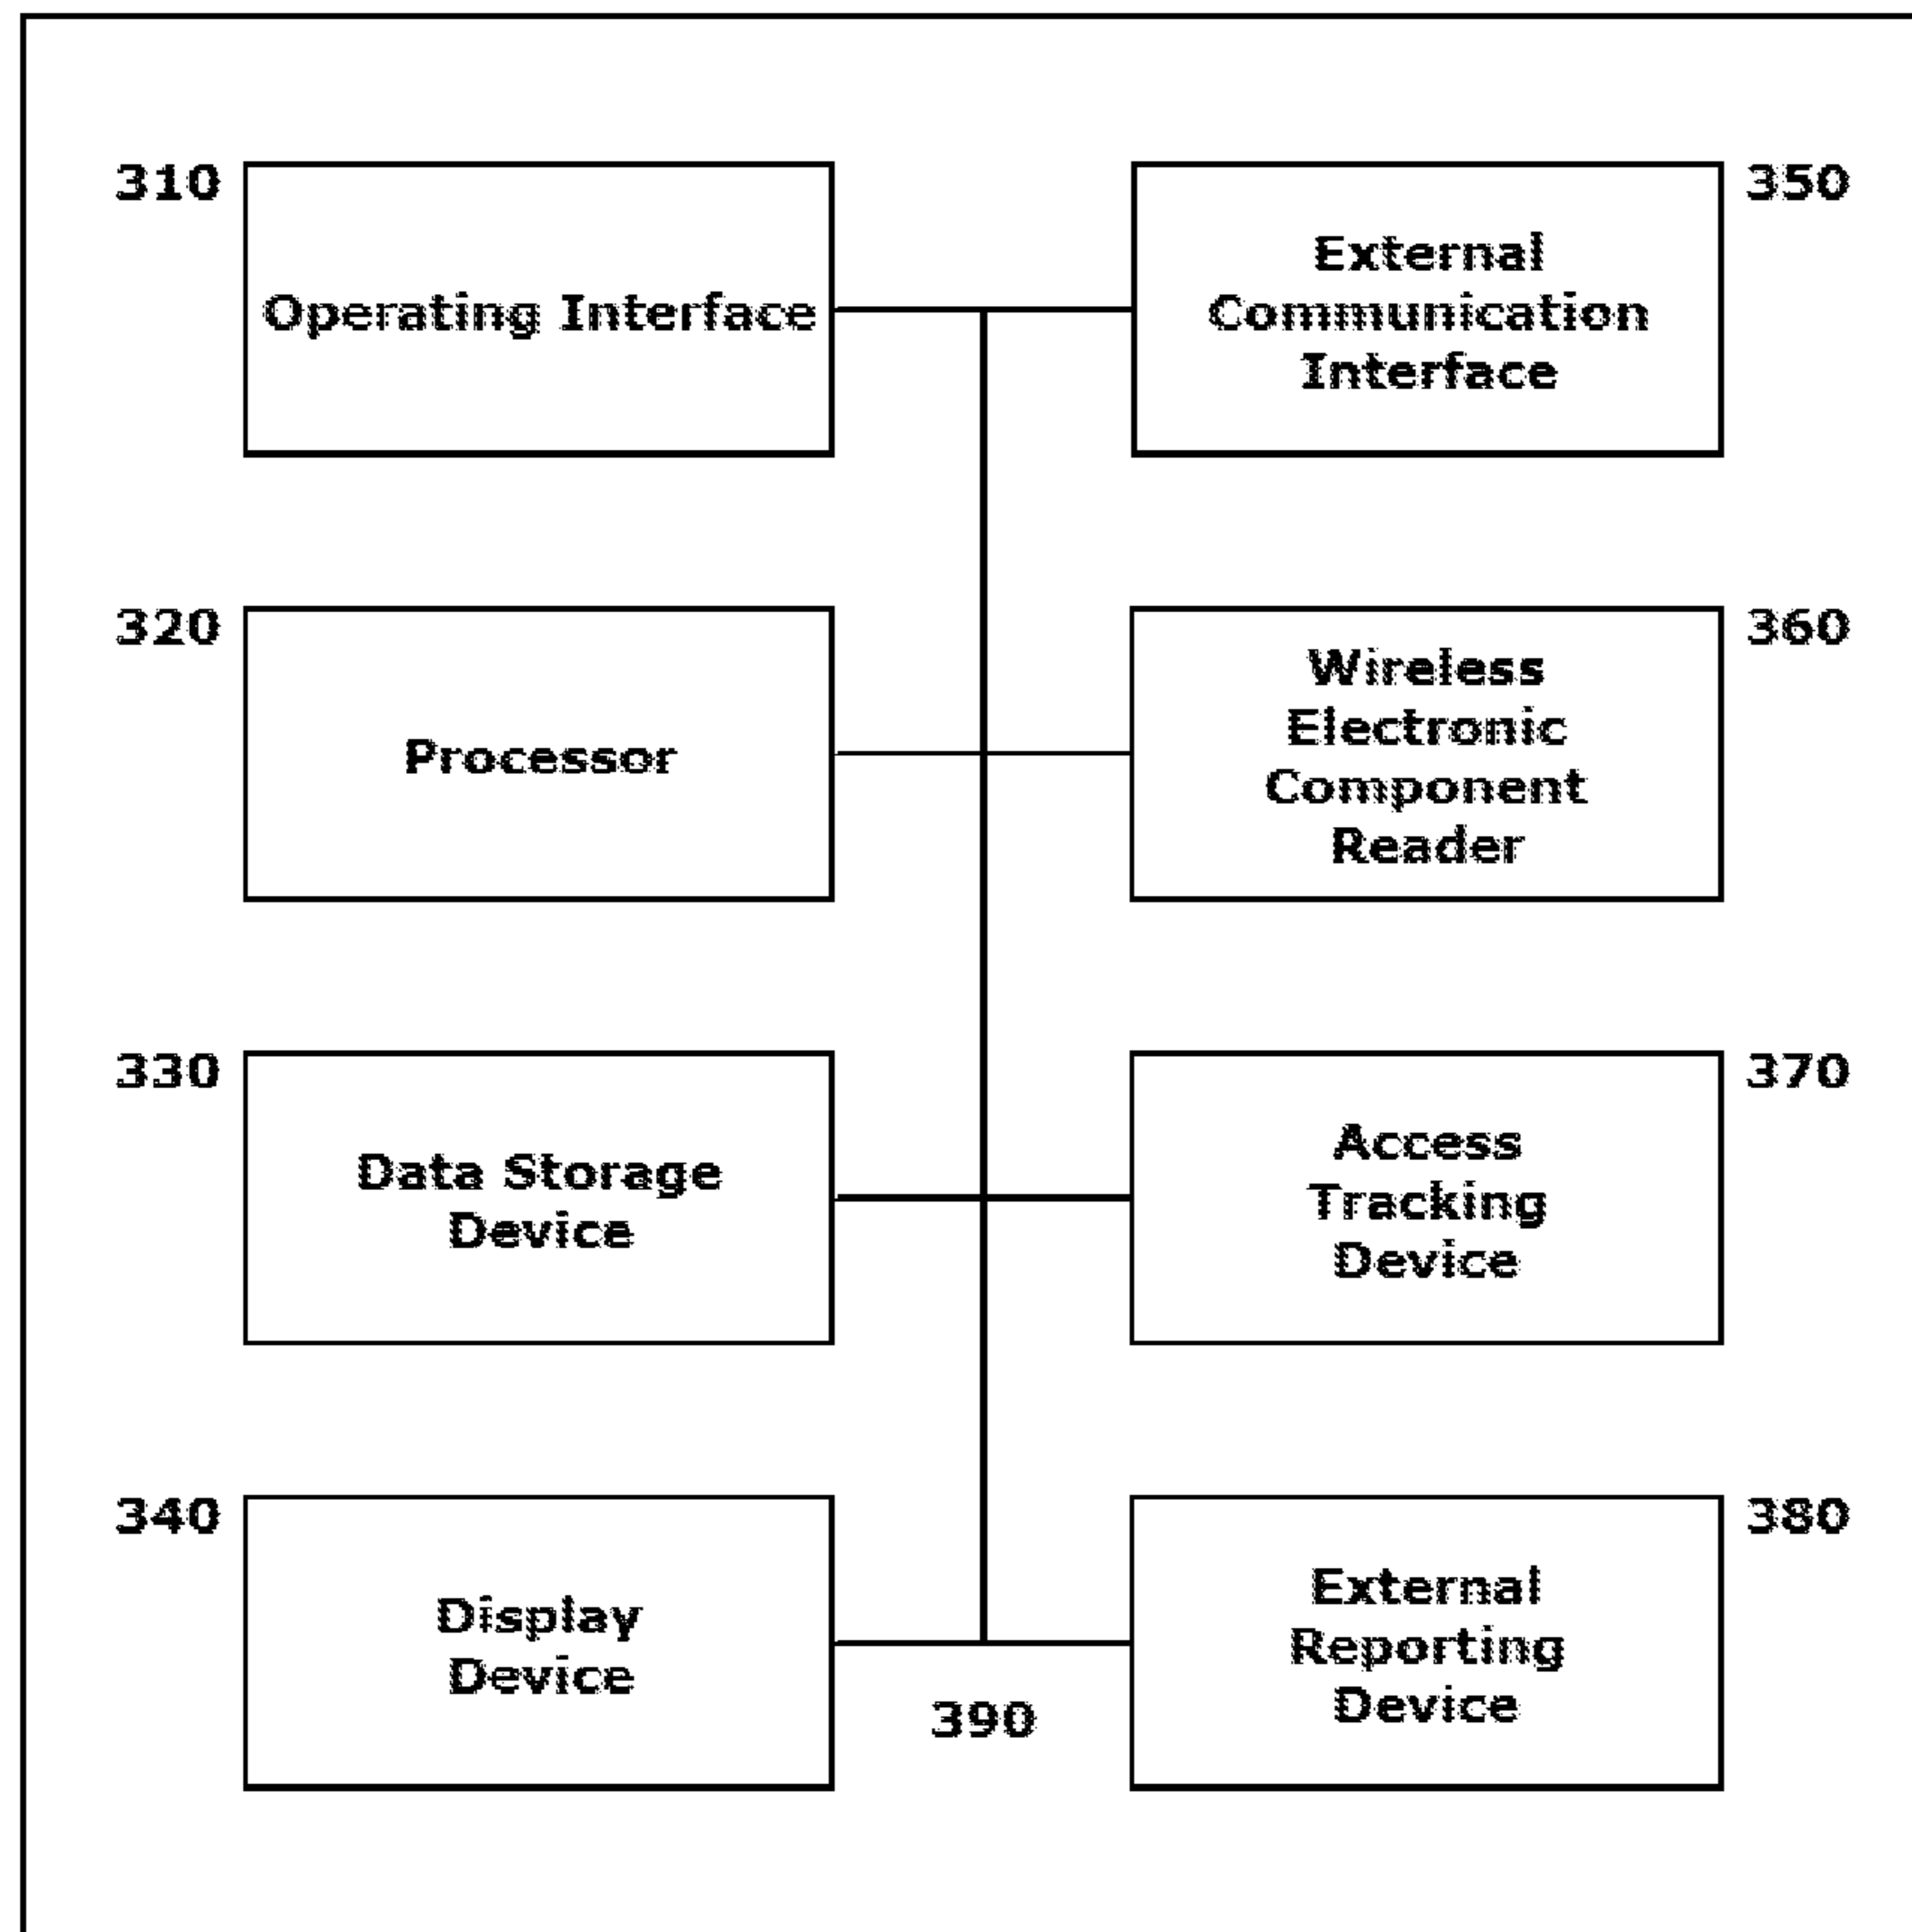 310
Operating Interface
350
External
Communication
Interface
320
Processor
360
Wireless
Electronic
Component
Reader
330
Data Storage
Device
370
Access
Tracking
Device
340
Display
Device
380
External
Reporting
Device
390